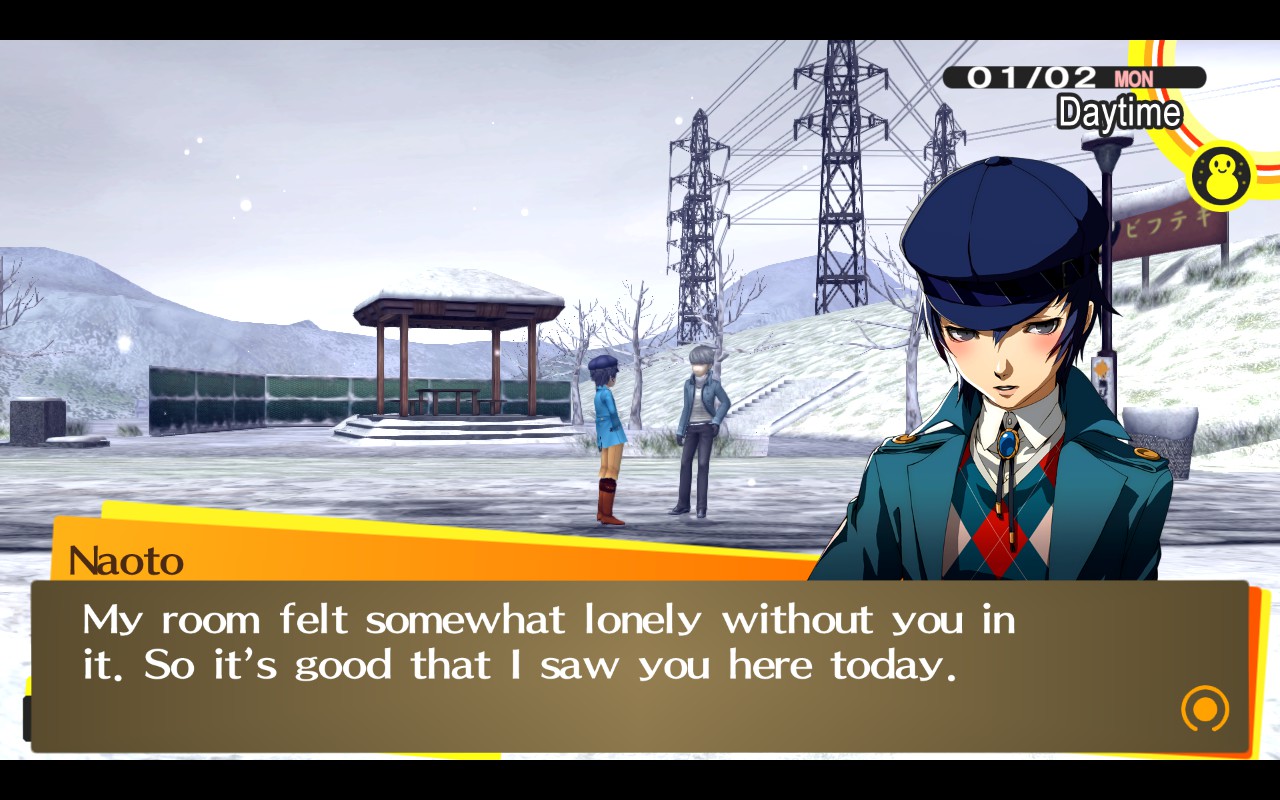 01/02 MON
Daytime
ビフテキ
Naoto
My room felt somewhat lonely without you in
it. So it's good that I saw you here today.